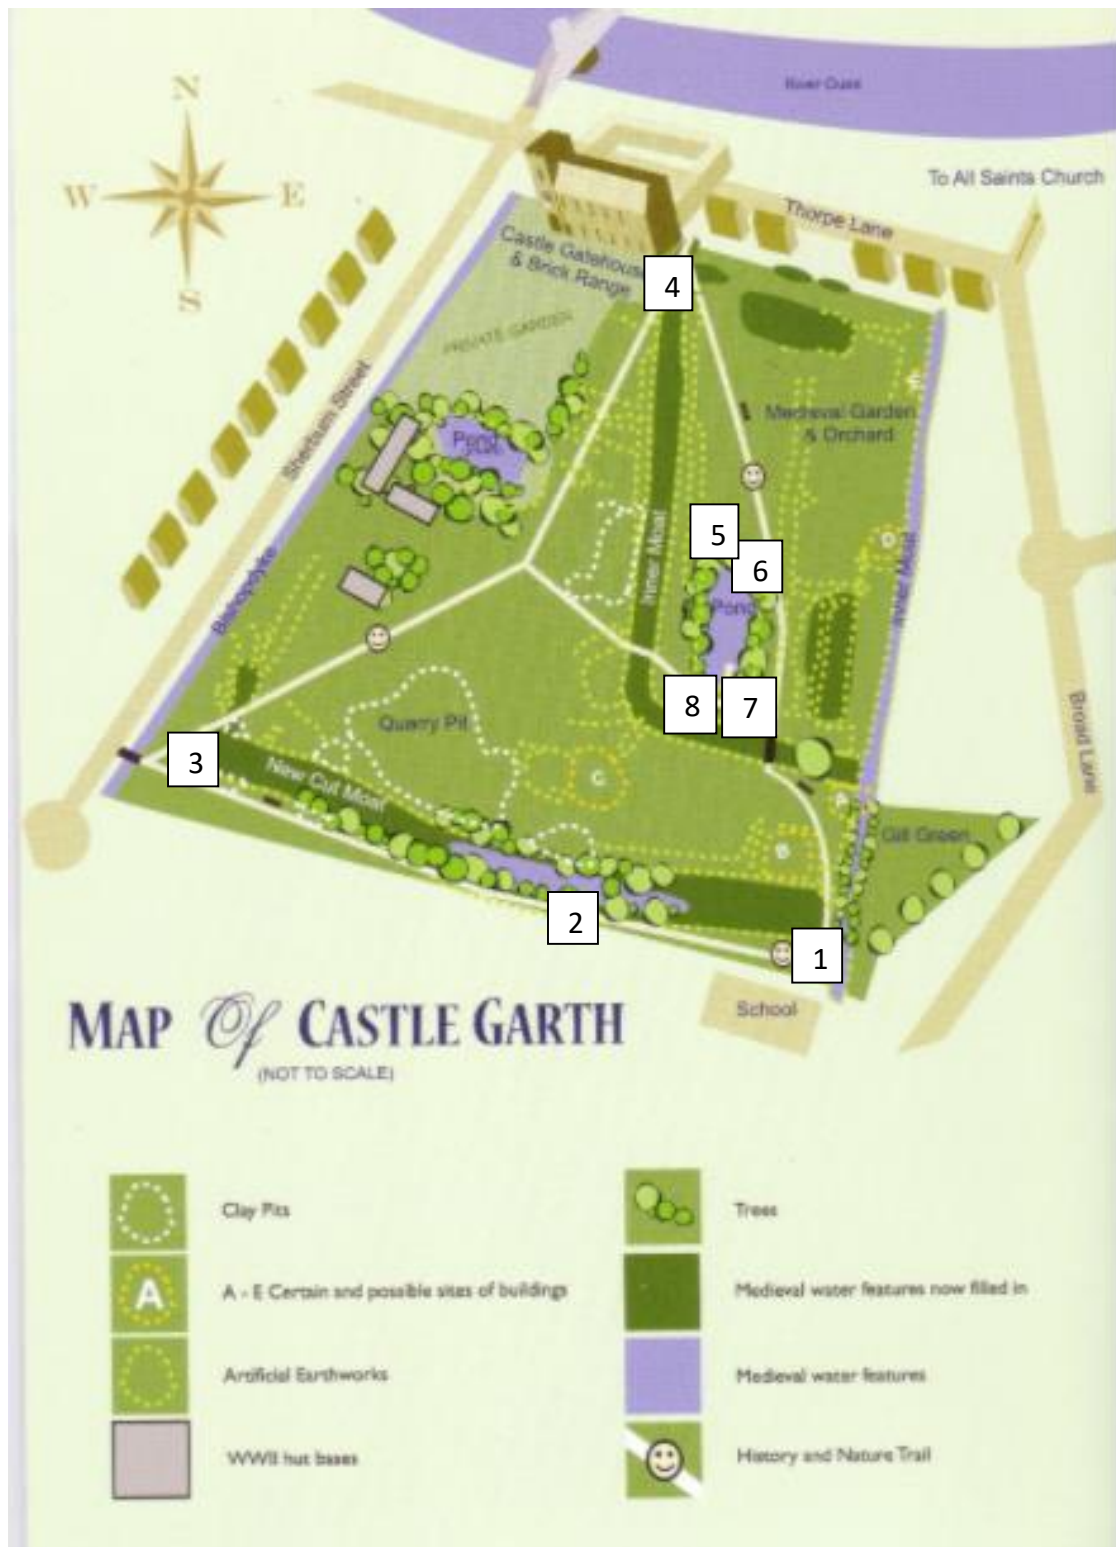 River Ouse
N
W
E
S
To All Saints Church
Thorpe Lane
Castle Gatehouse
& Brick Range
4
PRIVATE GARDEN
E
Medieval Garden
& Orchard
Sherburn Street
Pond
Inner Moat
5
D
6
Pond
Bishopdyke
Inner Moat
8
7
Quarry Pit
Broad Lane
3
C
New Cut Moat
Gill Green
B
2
1
School
MAP Of CASTLE GARTH
(NOT TO SCALE)
Clay Pits
Trees
A
A - E Certain and possible sites of buildings
Medieval water features now filled in
Artificial Earthworks
Medieval water features
WWII hut bases
History and Nature Trail